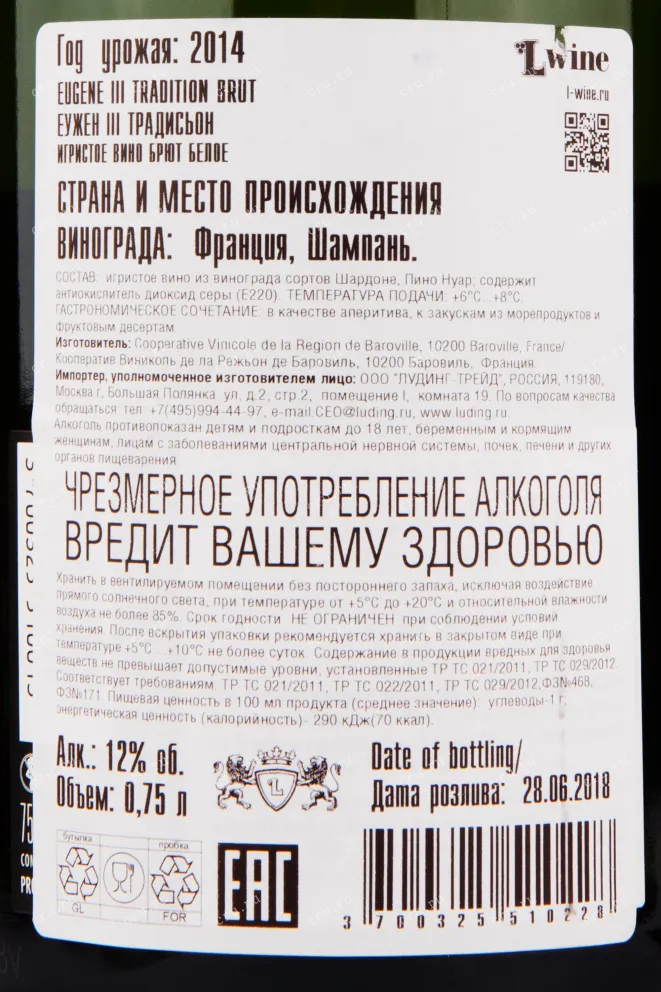 Год урожая: 2014
L wine
l-wine.ru
EUGENE III TRADITION BRUT
ЕУЖЕН III ТРАДИСЬОН
ИГРИСТОЕ ВИНО БРЮТ БЕЛОЕ
СТРАНА И МЕСТО ПРОИСХОЖДЕНИЯ
ВИНОГРАДА: Франция, Шампань.
СОСТАВ: игристое вино из винограда сортов Шардоне, Пино Нуар; содержит
антиокислитель диоксид серы (Е220). ТЕМПЕРАТУРА ПОДАЧИ: +6°С...+8°С.
ГАСТРОНОМИЧЕСКОЕ СОЧЕТАНИЕ: в качестве аперитива, к закускам из морепродуктов и
фруктовым десертам.
Изготовитель: Cooperative Vinicole de la Region de Baroville, 10200 Baroville, France/
Кооператив Виниколь де ла Режьон де Баровиль, 10200 Баровиль, Франция.
Импортер, уполномоченное изготовителем лицо: ООО "ЛУДИНГ-ТРЕЙД", РОССИЯ, 119180,
Москва г, Большая Полянка ул, д.2, стр.2, помещение I, комната 19. По вопросам качества
обращаться: тел. +7(495)994-44-97, e-mail.CEO@luding.ru, www.luding.ru.
Алкоголь противопоказан детям и подросткам до 18 лет, беременным и кормящим
женщинам, лицам с заболеваниями центральной нервной системы, почек, печени и других
органов пищеварения.
ЧРЕЗМЕРНОЕ УПОТРЕБЛЕНИЕ АЛКОГОЛЯ
ВРЕДИТ ВАШЕМУ ЗДОРОВЬЮ
Хранить в вентилируемом помещении без постороннего запаха, исключая воздействие
прямого солнечного света, при температуре от +5°С до +20°С и относительной влажности
воздуха не более 85%. Срок годности НЕ ОГРАНИЧЕН при соблюдении условий
хранения. После вскрытия упаковки рекомендуется хранить в закрытом виде при
температуре +5°С...+10°С не более суток. Содержание в продукции вредных для здоровья
веществ не превышает допустимые уровни, установленные ТР ТС 021/2011, ТР ТС 029/2012.
Соответствует требованиям: ТР ТС 021/2011, ТР ТС 022/2011, ТР ТС 029/2012,ФЗ№468,
ФЗ№171. Пищевая ценность в 100 мл продукта (среднее значение): углеводы-1 г;
энергетическая ценность (калорийность)- 290 кДж(70 ккал).
Алк.: 12% об.
Объем: 0,75 л
L
Date of bottling/
Дата розлива: 28.06.2018
бутылка
пробка
GL
FOR
EAC
3 700325 510228